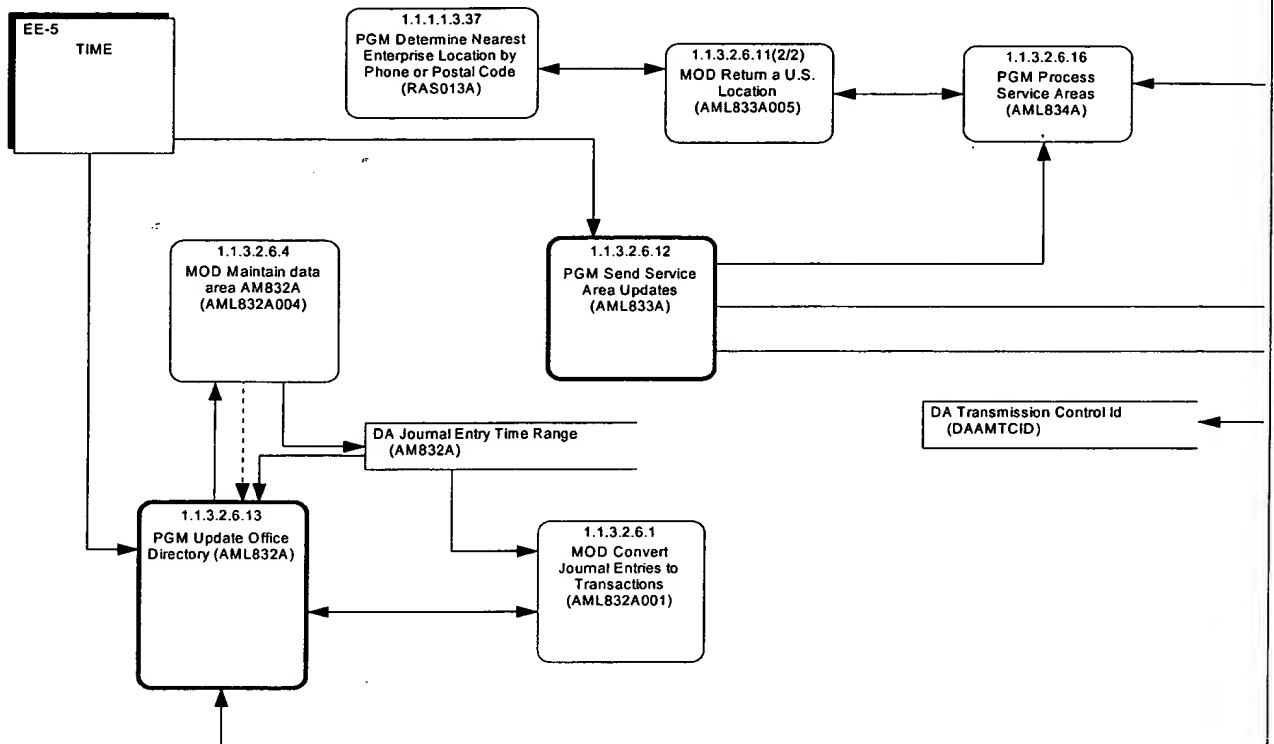 EE-5
TIME
1.1.1.1.3.37
PGM Determine Nearest
Enterprise Location by
Phone or Postal Code
(RAS013A)
1.1.3.2.6.11(2/2)
MOD Return a U.S.
Location
(AML833A005)
1.1.3.2.6.16
PGM Process
Service Areas
(AML834A)
1.1.3.2.6.4
MOD Maintain data
area AM832A
(AML832A004)
1.1.3.2.6.12
PGM Send Service
Area Updates
(AML833A)
DA Transmission Control Id
(DAAMTCID)
DA Journal Entry Time Range
(AM832A)
1.1.3.2.6.13
PGM Update Office
Directory (AML832A)
1.1.3.2.6.1
MOD Convert
Journal Entries to
Transactions
(AML832A001)